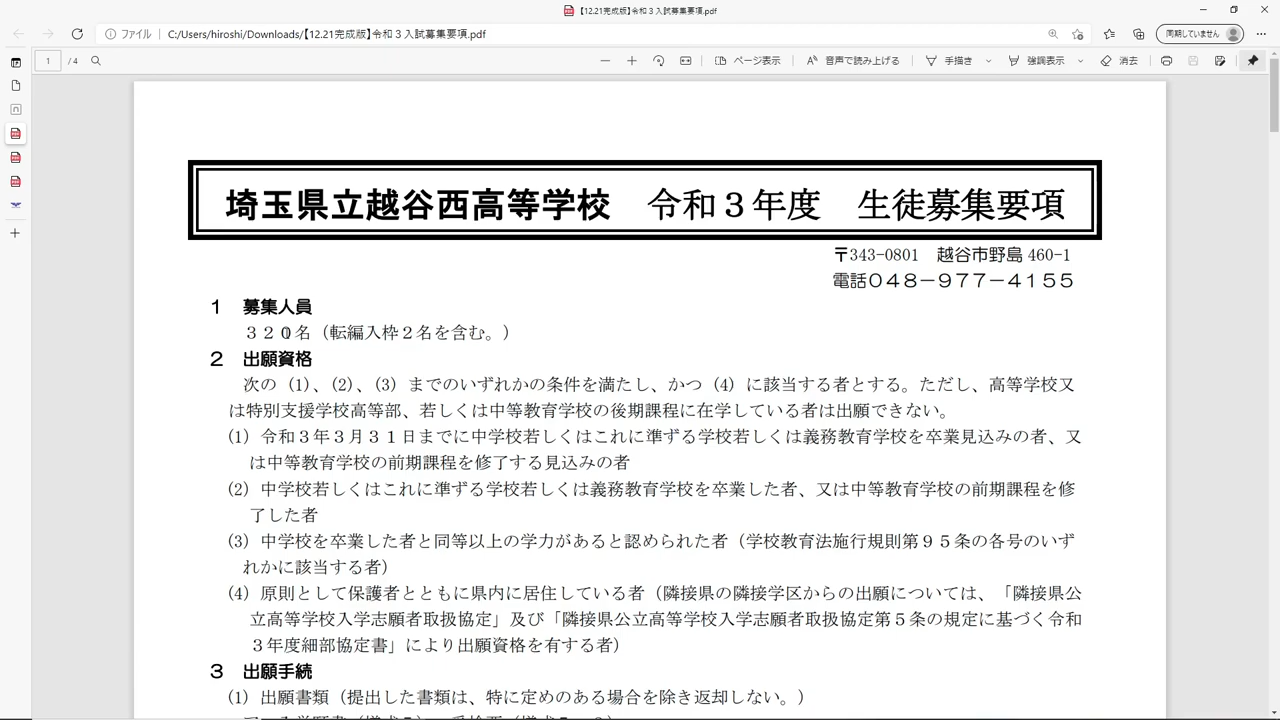 【12.21完成版】令和３入試募集要項.pdf
ファイル C:/Users/hiroshi/Downloads/【12.21完成版】令和３入試募集要項.pdf
同期していません
1 / 4
ページ表示 音声で読み上げる 手描き 強調表示 消去
埼玉県立越谷西高等学校　令和３年度　生徒募集要項
〒343-0801　越谷市野島 460-1
電話０４８－９７７－４１５５
１　募集人員
３２０名（転編入枠２名を含む。）
２　出願資格
次の（1）、（2）、（3）までのいずれかの条件を満たし、かつ（4）に該当する者とする。ただし、高等学校又
は特別支援学校高等部、若しくは中等教育学校の後期課程に在学している者は出願できない。
（1）令和３年３月３１日までに中学校若しくはこれに準ずる学校若しくは義務教育学校を卒業見込みの者、又
は中等教育学校の前期課程を修了する見込みの者
（2）中学校若しくはこれに準ずる学校若しくは義務教育学校を卒業した者、又は中等教育学校の前期課程を修
了した者
（3）中学校を卒業した者と同等以上の学力があると認められた者（学校教育法施行規則第９５条の各号のいず
れかに該当する者）
（4）原則として保護者とともに県内に居住している者（隣接県の隣接学区からの出願については、「隣接県公
立高等学校入学志願者取扱協定」及び「隣接県公立高等学校入学志願者取扱協定第５条の規定に基づく令和
３年度細部協定書」により出願資格を有する者）
３　出願手続
（1）出願書類（提出した書類は、特に定めのある場合を除き返却しない。）